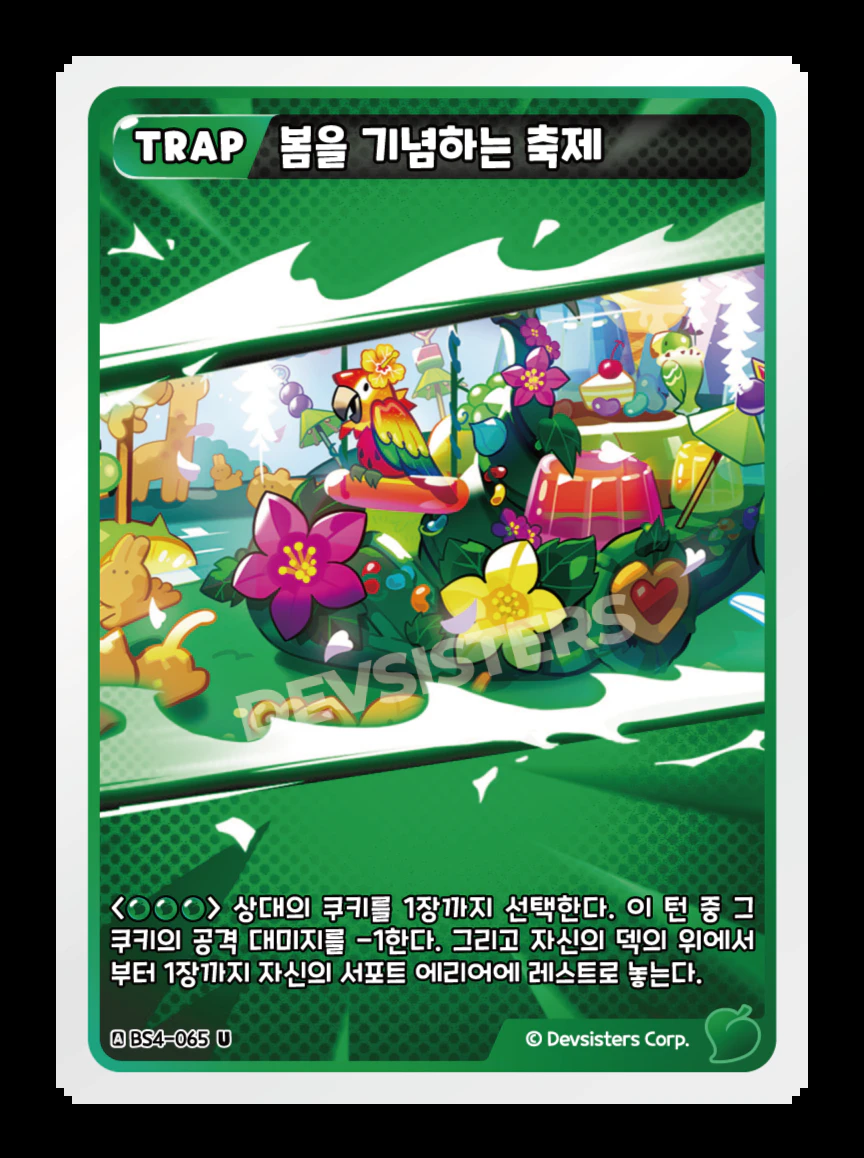 TRAP 봄을 기념하는 축제
DEVSISTERS
<●●●> 상대의 쿠키를 1장까지 선택한다. 이 턴 중 그
쿠키의 공격 대미지를 -1한다. 그리고 자신의 덱의 위에서
부터 1장까지 자신의 서포트 에리어에 레스트로 놓는다.
A BS4-065 U
© Devsisters Corp.